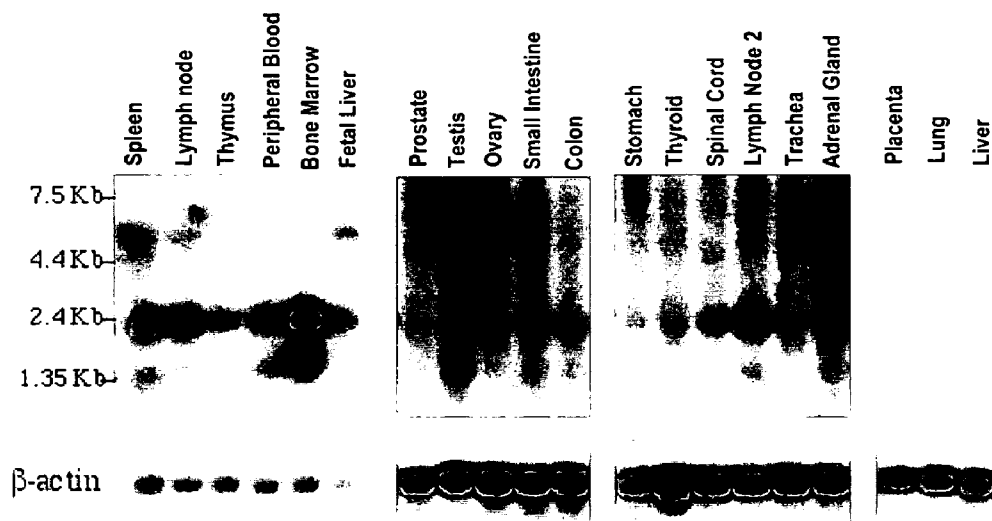 Spleen
Lymph node
Thymus
Peripheral Blood
Bone Marrow
Fetal Liver
Prostate
Testis
Ovary
Small Intestine
Colon
Stomach
Thyroid
Spinal Cord
Lymph Node 2
Trachea
Adrenal Gland
Placenta
Lung
Liver
7.5 Kb
4.4 Kb
2.4 Kb
1.35 Kb
β-actin